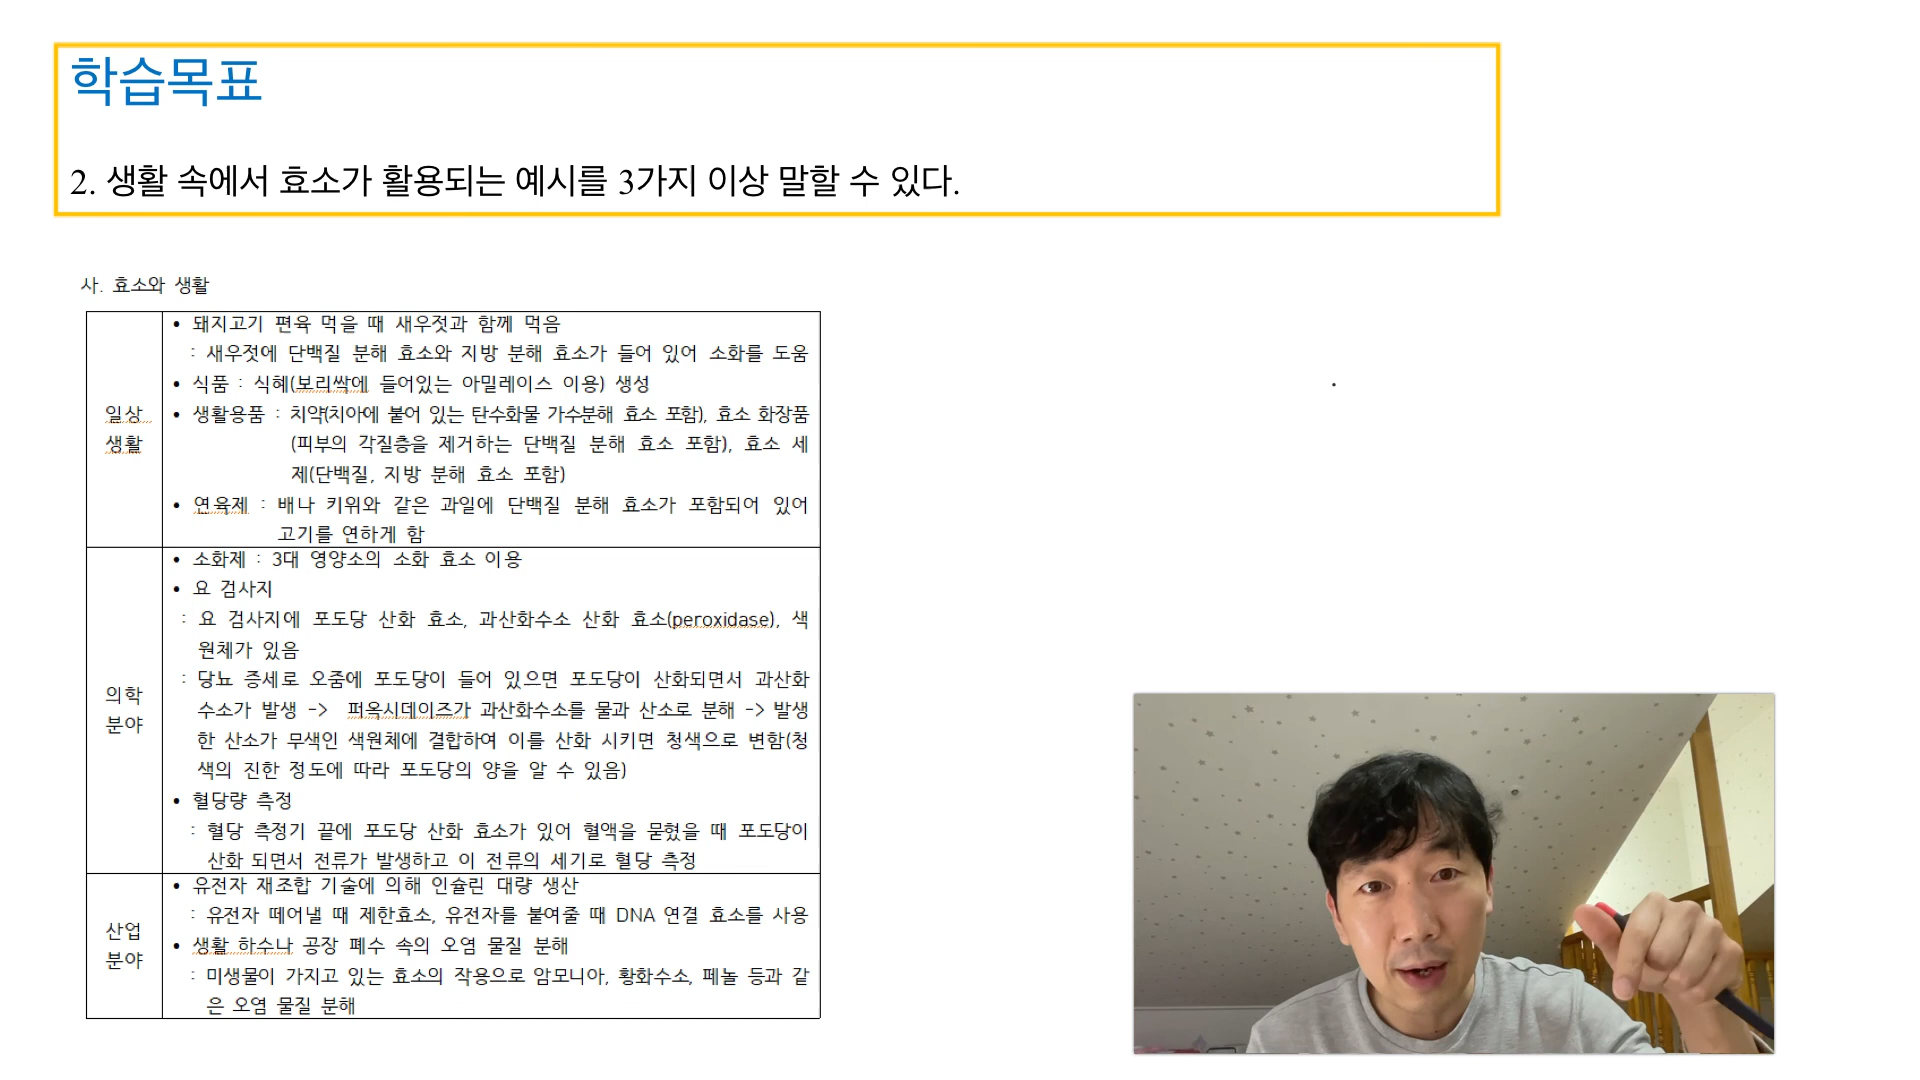 학습목표
2. 생활 속에서 효소가 활용되는 예시를 3가지 이상 말할 수 있다.
사. 효소와 생활
일상
생활
• 돼지고기 편육 먹을 때 새우젓과 함께 먹음
: 새우젓에 단백질 분해 효소와 지방 분해 효소가 들어 있어 소화를 도움
• 식품 : 식혜(보리싹에 들어있는 아밀레이스 이용) 생성
• 생활용품 : 치약(치아에 붙어 있는 탄수화물 가수분해 효소 포함), 효소 화장품
(피부의 각질층을 제거하는 단백질 분해 효소 포함), 효소 세
제(단백질, 지방 분해 효소 포함)
• 연육제 : 배나 키위와 같은 과일에 단백질 분해 효소가 포함되어 있어
고기를 연하게 함
의학
분야
• 소화제 : 3대 영양소의 소화 효소 이용
• 요 검사지
: 요 검사지에 포도당 산화 효소, 과산화수소 산화 효소(peroxidase), 색
원체가 있음
: 당뇨 증세로 오줌에 포도당이 들어 있으면 포도당이 산화되면서 과산화
수소가 발생 -> 퍼옥시데이즈가 과산화수소를 물과 산소로 분해 -> 발생
한 산소가 무색인 색원체에 결합하여 이를 산화 시키면 청색으로 변함(청
색의 진한 정도에 따라 포도당의 양을 알 수 있음)
• 혈당량 측정
: 혈당 측정기 끝에 포도당 산화 효소가 있어 혈액을 묻혔을 때 포도당이
산화 되면서 전류가 발생하고 이 전류의 세기로 혈당 측정
산업
분야
• 유전자 재조합 기술에 의해 인슐린 대량 생산
: 유전자 떼어낼 때 제한효소, 유전자를 붙여줄 때 DNA 연결 효소를 사용
• 생활 하수나 공장 폐수 속의 오염 물질 분해
: 미생물이 가지고 있는 효소의 작용으로 암모니아, 황화수소, 페놀 등과 같
은 오염 물질 분해